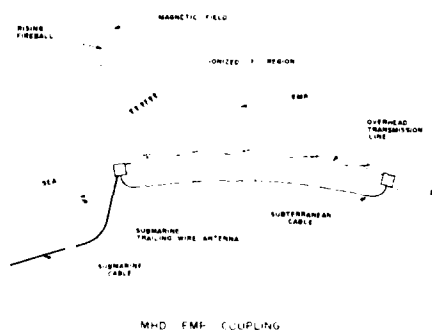 MAGNETIC FIELD
RISING
FIREBALL
IONIZED REGION
EMP
OVERHEAD
TRANSMISSION
LINE
SEA
SUBMARINE
TRAILING WIRE ANTENNA
SUBTERRANEAN
CABLE
SUBMARINE
CABLE
MHD EMP COUPLING